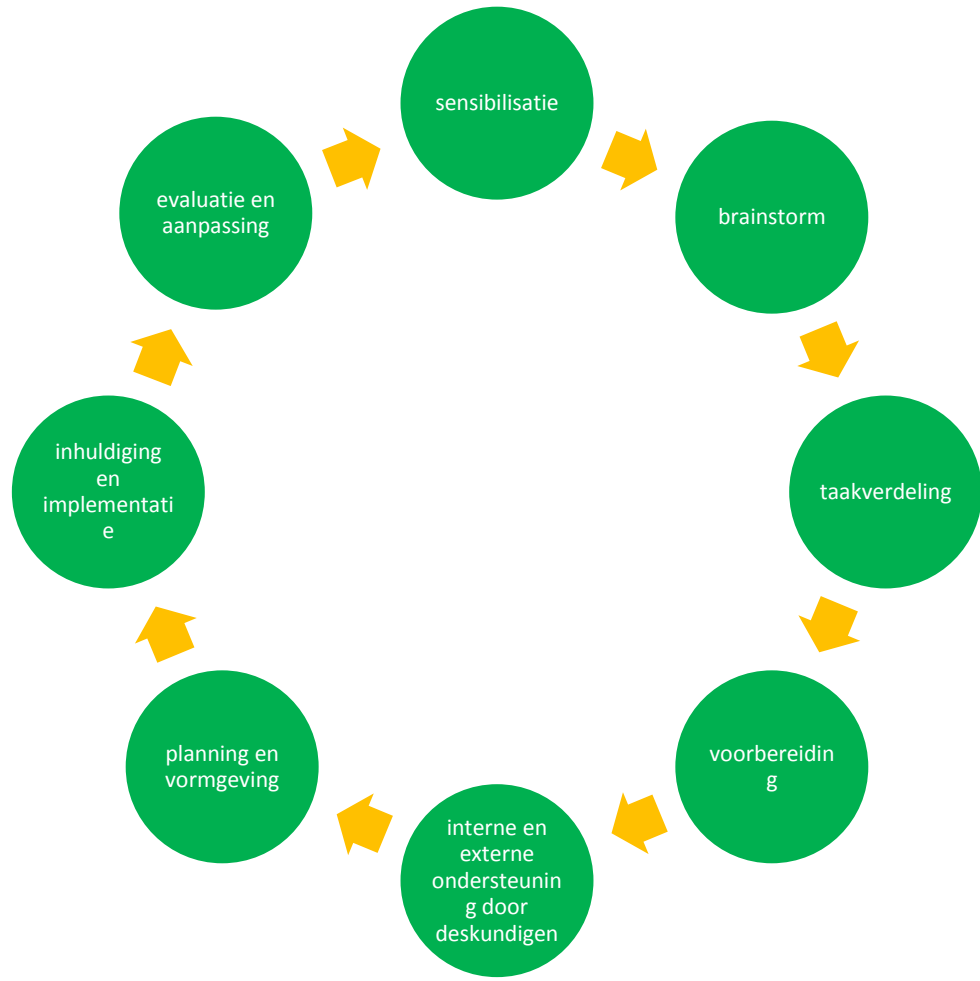 sensibilisatie
brainstorm
taakverdeling
voorbereidin
g
interne en
externe
ondersteunin
g door
deskundigen
planning en
vormgeving
inhuldiging
en
implementati
e
evaluatie en
aanpassing